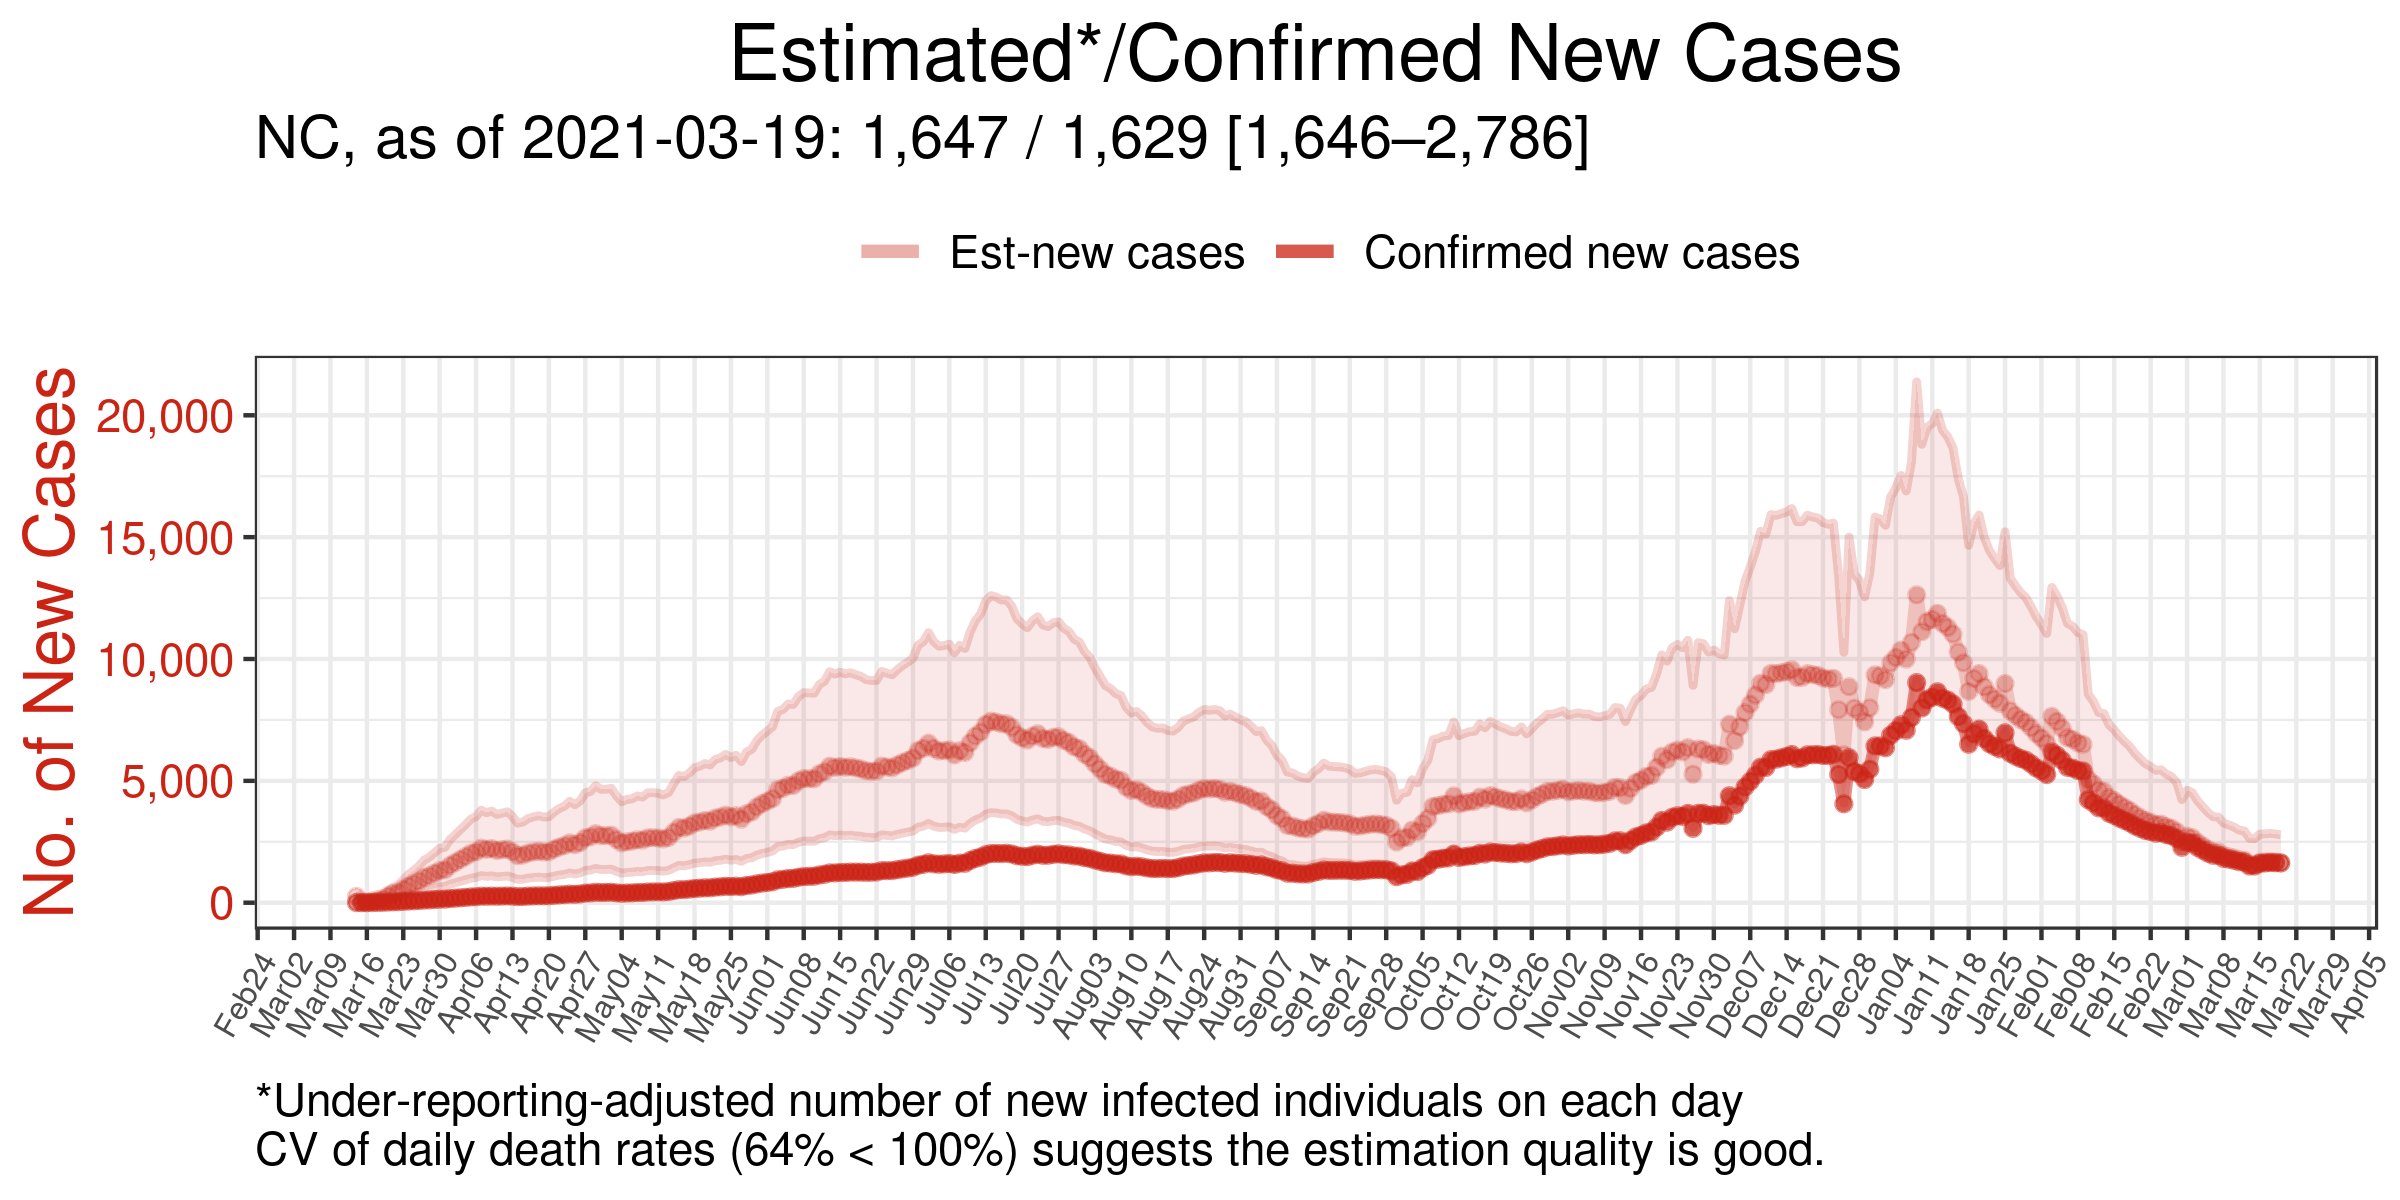 Estimated*/Confirmed New Cases
NC, as of 2021-03-19: 1,647 / 1,629 [1,646–2,786]
Est-new cases Confirmed new cases
No. of New Cases
20,000
15,000
10,000
5,000
0
Feb24 Mar02 Mar09 Mar16 Mar23 Mar30 Apr06 Apr13 Apr20 Apr27 May04 May11 May18 May25 Jun01 Jun08 Jun15 Jun22 Jun29 Jul06 Jul13 Jul20 Jul27 Aug03 Aug10 Aug17 Aug24 Aug31 Sep07 Sep14 Sep21 Sep28 Oct05 Oct12 Oct19 Oct26 Nov02 Nov09 Nov16 Nov23 Nov30 Dec07 Dec14 Dec21 Dec28 Jan04 Jan11 Jan18 Jan25 Feb01 Feb08 Feb15 Feb22 Mar01 Mar08 Mar15 Mar22 Mar29 Apr05
*Under-reporting-adjusted number of new infected individuals on each day
CV of daily death rates (64% < 100%) suggests the estimation quality is good.